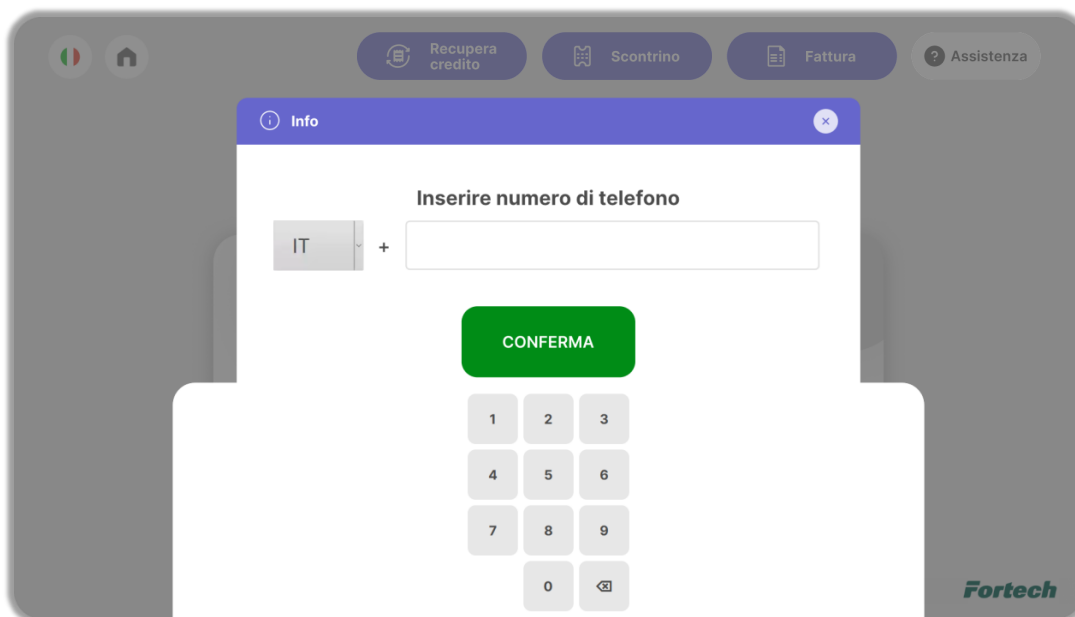 Recupera
credito
Scontrino
Fattura
? Assistenza
i Info
×
Inserire numero di telefono
IT
+
CONFERMA
1 2 3
4 5 6
7 8 9
0
Fortech